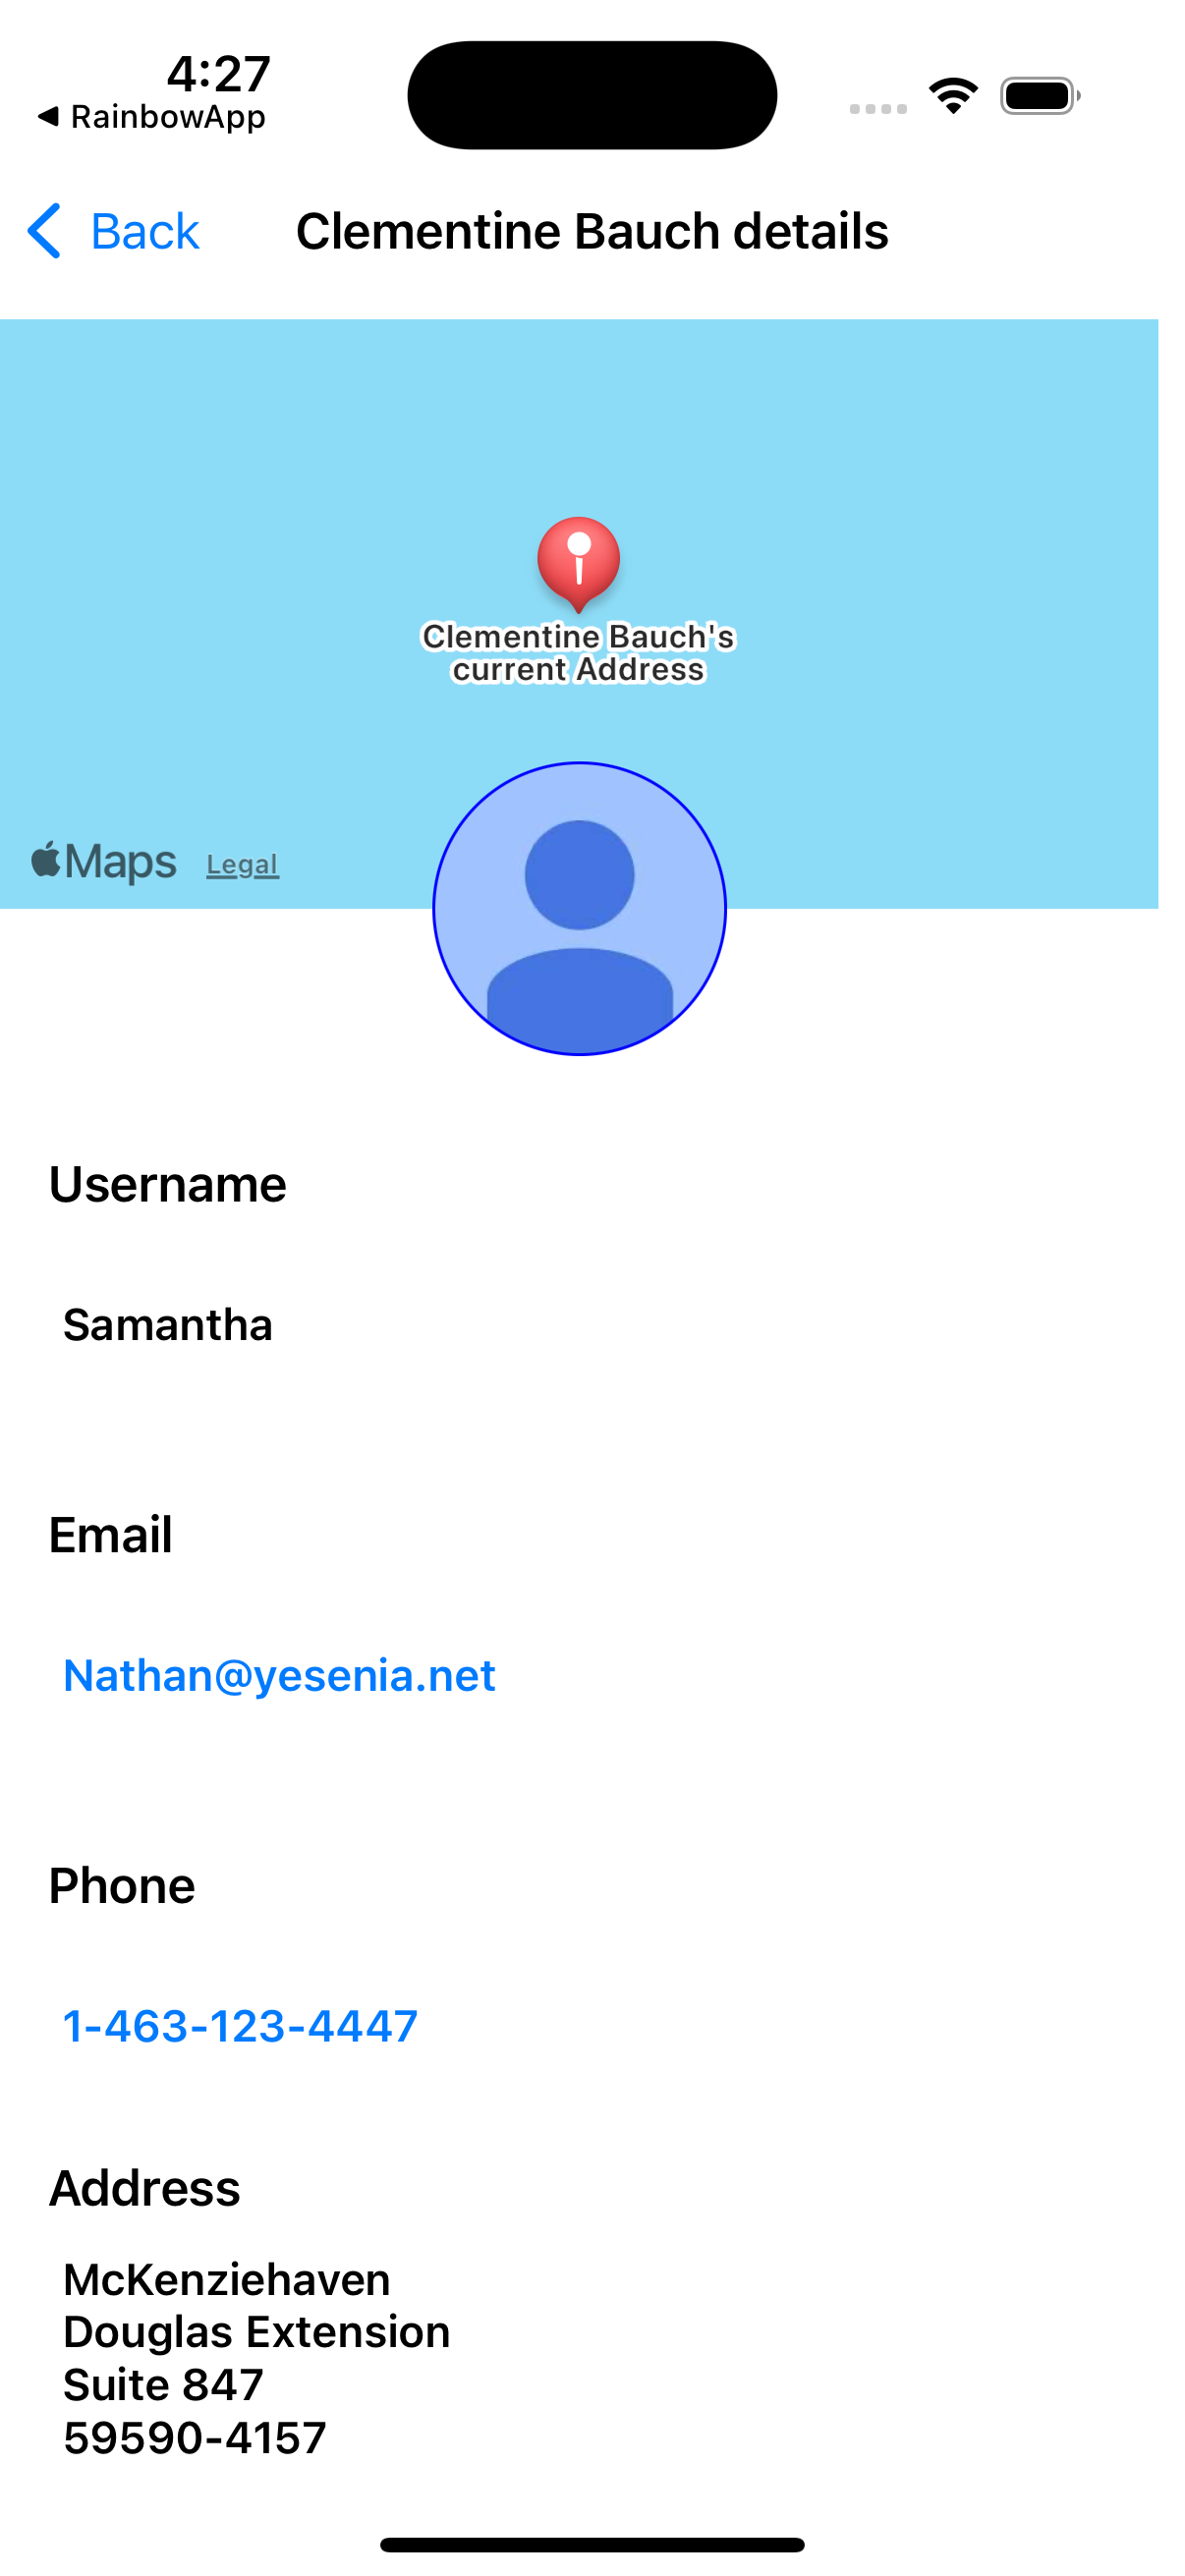 4:27
◀ RainbowApp
Back
Clementine Bauch details
Clementine Bauch's
current Address
Maps
Legal
Username
Samantha
Email
Nathan@yesenia.net
Phone
1-463-123-4447
Address
McKenziehaven
Douglas Extension
Suite 847
59590-4157